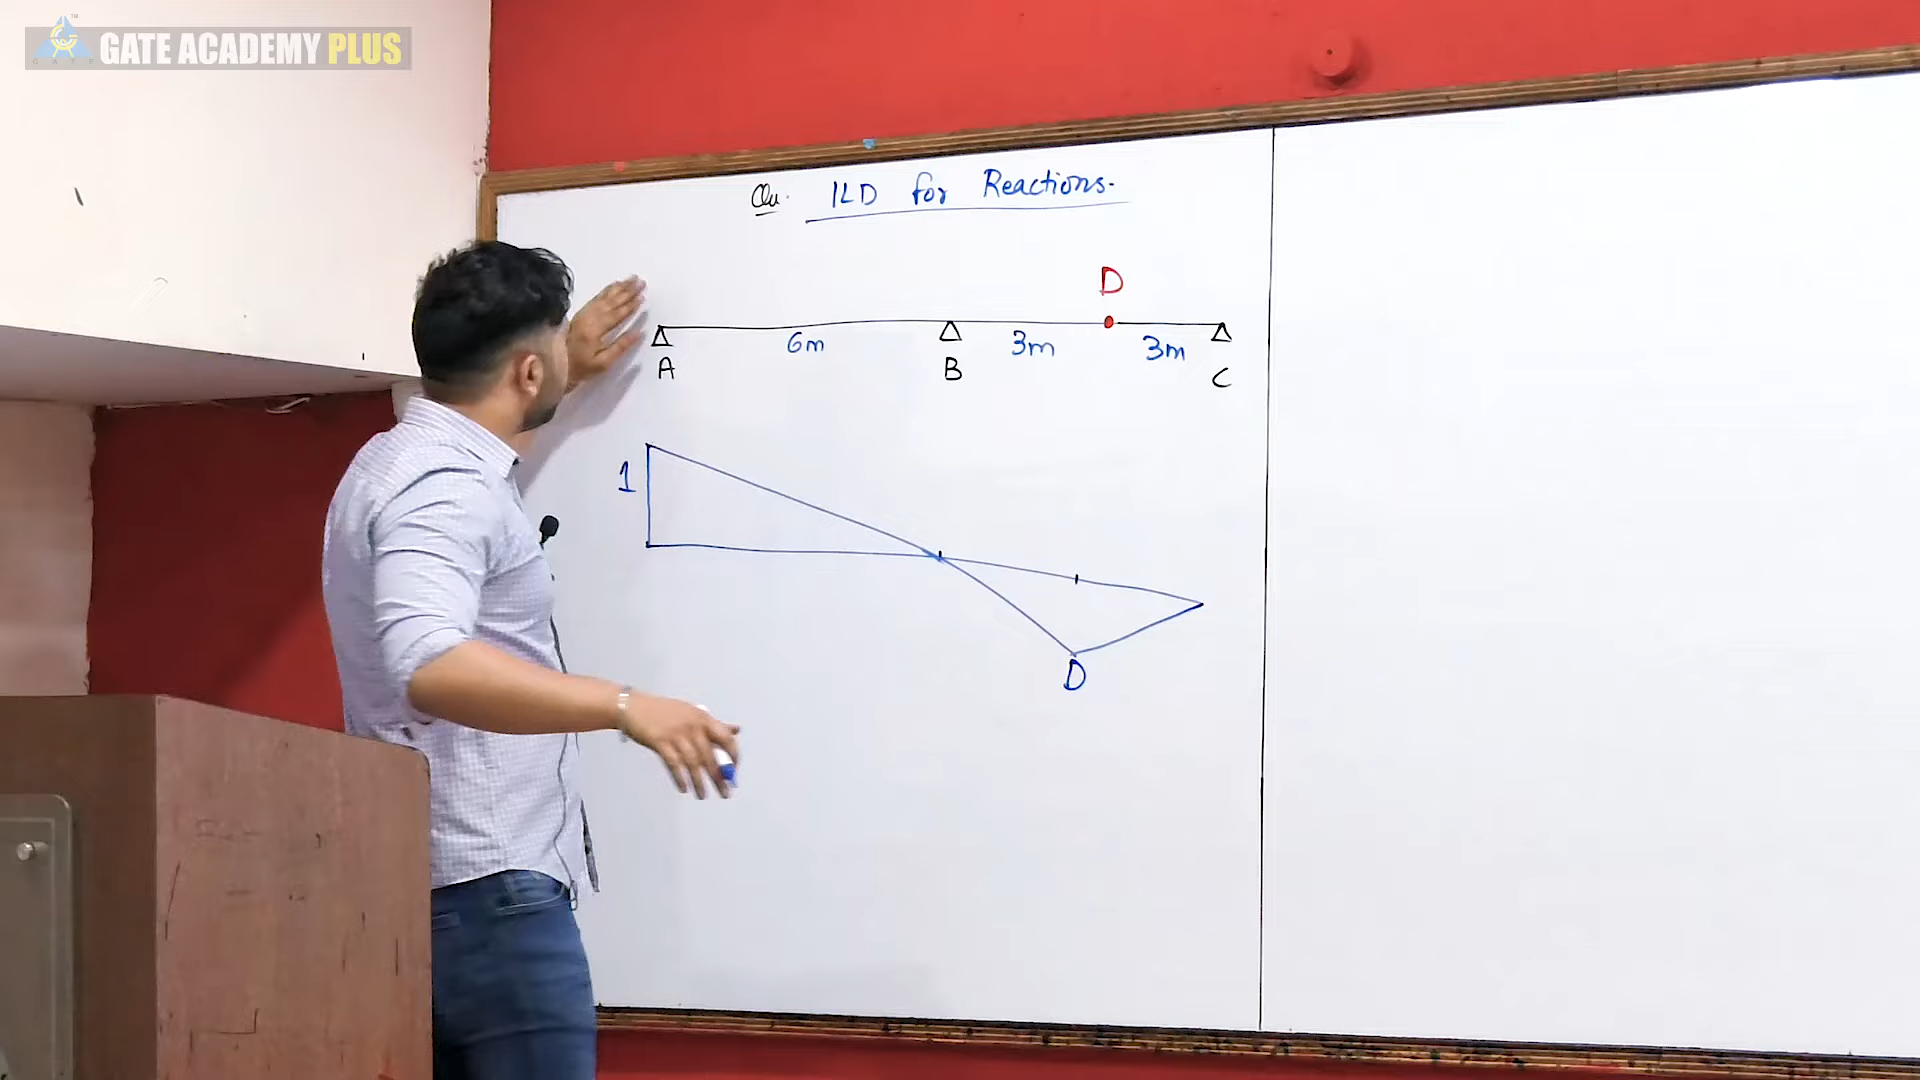 GATE ACADEMY PLUS
Qu. ILD for Reactions.
D
6m 3m 3m
A B C
1
D